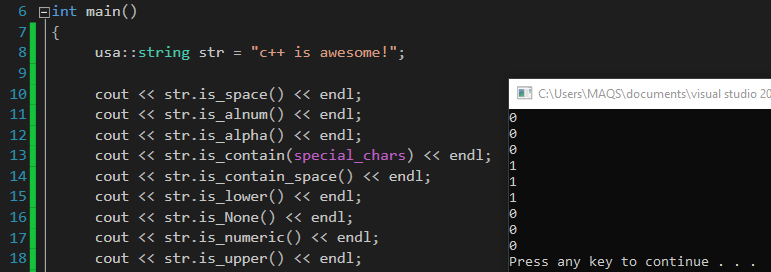 6 int main()
7 {
8 usa::string str = "c++ is awesome!";
9
10 cout << str.is_space() << endl;
11 cout << str.is_alnum() << endl;
12 cout << str.is_alpha() << endl;
13 cout << str.is_contain(special_chars) << endl;
14 cout << str.is_contain_space() << endl;
15 cout << str.is_lower() << endl;
16 cout << str.is_None() << endl;
17 cout << str.is_numeric() << endl;
18 cout << str.is_upper() << endl;
C:\Users\MAQS\documents\visual studio 20
0
0
0
1
1
1
0
0
0
Press any key to continue . . .